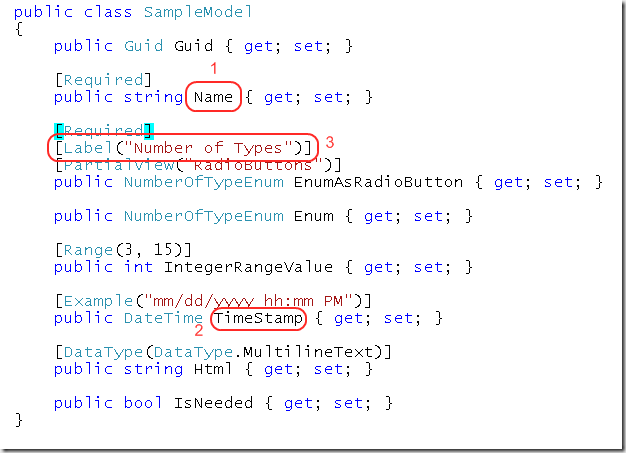 public class SampleModel
{
public Guid Guid { get; set; }
1
[Required]
public string Name { get; set; }
[Required]
[Label("Number of Types")] 3
[PartialView("RadioButtons")]
public NumberOfTypeEnum EnumAsRadioButton { get; set; }
public NumberOfTypeEnum Enum { get; set; }
[Range(3, 15)]
public int IntegerRangeValue { get; set; }
[Example("mm/dd/yyyy hh:mm PM")]
public DateTime TimeStamp { get; set; }
2
[DataType(DataType.MultilineText)]
public string Html { get; set; }
public bool IsNeeded { get; set; }
}